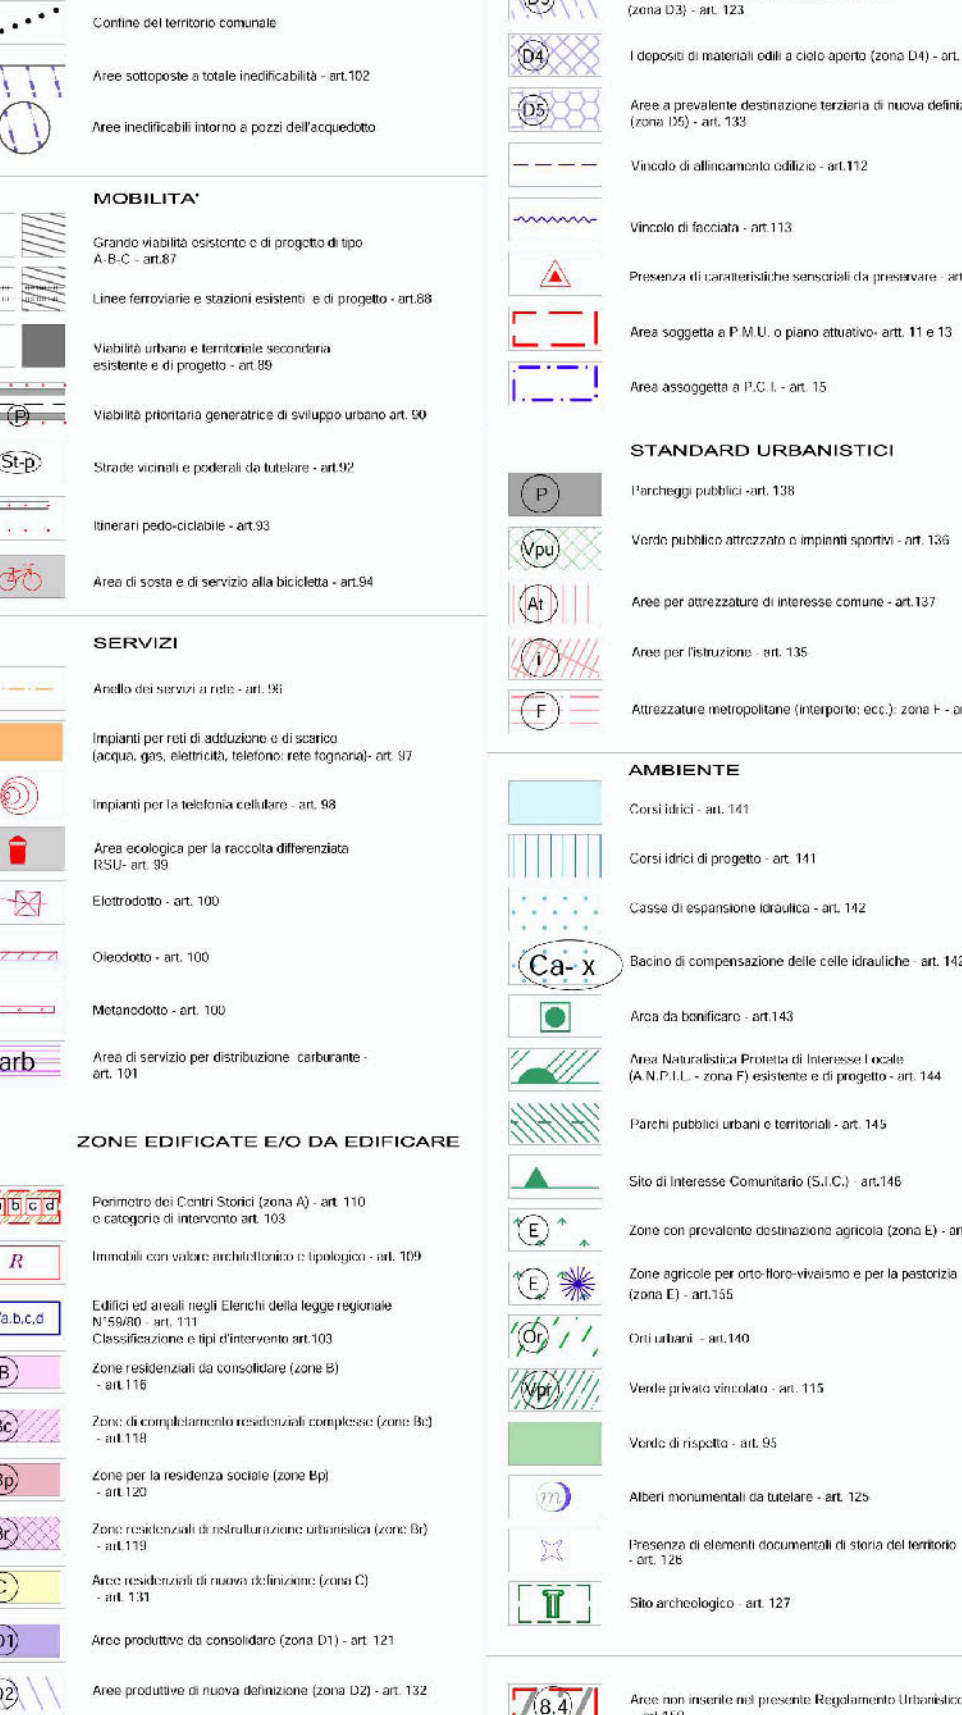 Confine del territorio comunale
Aree sottoposte a totale inedificabilità - art.102
Aree inedificabili intorno a pozzi dell'acquedotto
MOBILITA'
Grande viabilità esistente e di progetto di tipo
A-B-C - art.87
Linee ferroviarie e stazioni esistenti e di progetto - art.88
Viabilità urbana e territoriale secondaria
esistente e di progetto - art.89
P
Viabilità prioritaria generatrice di sviluppo urbano art. 90
St-p
Strade vicinali e poderali da tutelare - art.92
Itinerari pedo-ciclabile - art.93
Area di sosta e di servizio alla bicicletta - art.94
SERVIZI
Anello dei servizi a rete - art. 96
Impianti per reti di adduzione e di scarico
(acqua, gas, elettricità, telefono: rete fognaria)- art. 97
Impianti per la telefonia cellulare - art. 98
Area ecologica per la raccolta differenziata
RSU- art. 99
Elettrodotto - art. 100
Oleodotto - art. 100
Metanodotto - art. 100
arb
Area di servizio per distribuzione carburante -
art. 101
ZONE EDIFICATE E/O DA EDIFICARE
b c d
Perimetro dei Centri Storici (zona A) - art. 110
e categorie di intervento art. 103
R
Immobili con valore architettonico e tipologico - art. 109
a.b,c,d
Edifici ed areali negli Elenchi della legge regionale
N°59/80 - art. 111
Classificazione e tipi d'intervento art.103
B
Zone residenziali da consolidare (zone B)
- art.116
Bc
Zone di completamento residenziali complesse (zone Bc)
- art.118
Bp
Zone per la residenza sociale (zone Bp)
- art.120
Br
Zone residenziali di ristrutturazione urbanistica (zone Br)
- art.119
C
Aree residenziali di nuova definizione (zona C)
- art. 131
D1
Aree produttive da consolidare (zona D1) - art. 121
D2
Aree produttive di nuova definizione (zona D2) - art. 132
D3
(zona D3) - art. 123
D4
I depositi di materiali edili a cielo aperto (zona D4) - art.
D5
Aree a prevalente destinazione terziaria di nuova definiz
(zona D5) - art. 133
Vincolo di allineamento edilizio - art.112
Vincolo di facciata - art.113
Presenza di caratteristiche sensoriali da preservare - art
Area soggetta a P.M.U. o piano attuativo- artt. 11 e 13
Area assoggetta a P.C.I. - art. 15
STANDARD URBANISTICI
P
Parcheggi pubblici -art. 138
Vpu
Verde pubblico attrezzato e impianti sportivi - art. 136
At
Aree per attrezzature di interesse comune - art.137
i
Aree per l'istruzione - art. 135
F
Attrezzature metropolitane (interporto: ecc.): zona F - ar
AMBIENTE
Corsi idrici - art. 141
Corsi idrici di progetto - art. 141
Casse di espansione idraulica - art. 142
Ca- x
Bacino di compensazione delle celle idrauliche - art. 142
Area da bonificare - art.143
Area Naturalistica Protetta di Interesse Locale
(A.N.P.I.L. - zona F) esistente e di progetto - art. 144
Parchi pubblici urbani e territoriali - art. 145
Sito di Interesse Comunitario (S.I.C.) - art.146
E
Zone con prevalente destinazione agricola (zona E) - art
E
Zone agricole per orto-floro-vivaismo e per la pastorizia
(zona E) - art.155
Or
Orti urbani - art.140
Vpr
Verde privato vincolato - art. 115
Verde di rispetto - art. 95
m
Alberi monumentali da tutelare - art. 125
Presenza di elementi documentali di storia del territorio
- art. 126
Sito archeologico - art. 127
8.4
Aree non inserite nel presente Regolamento Urbanistico